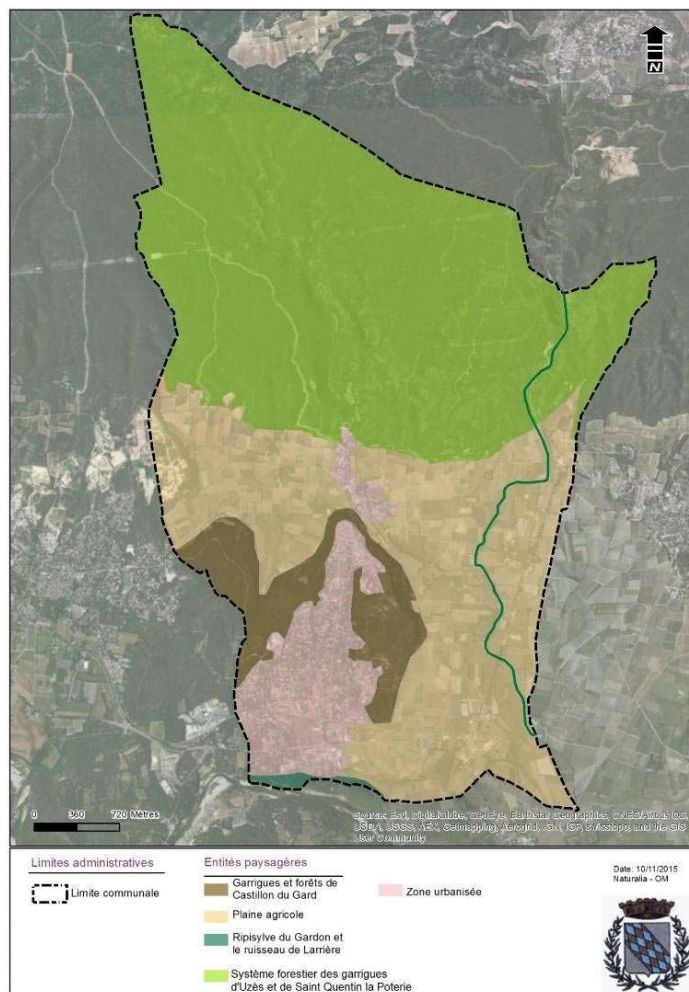 N
0 360 720 Mètres
Source: Esri, DigitalGlobe, GeoEye, Earthstar Geographics, CNES/Airbus DS,
USDA, USGS, AEX, Getmapping, Aerogrid, IGN, IGP, swisstopo, and the GIS
User Community
Limites administratives
Limite communale
Entités paysagères
Garrigues et forêts de
Castillon du Gard
Plaine agricole
Ripisylve du Gardon et
le ruisseau de Larrière
Système forestier des garrigues
d'Uzès et de Saint Quentin la Poterie
Zone urbanisée
Date: 10/11/2015
Naturalia - OM